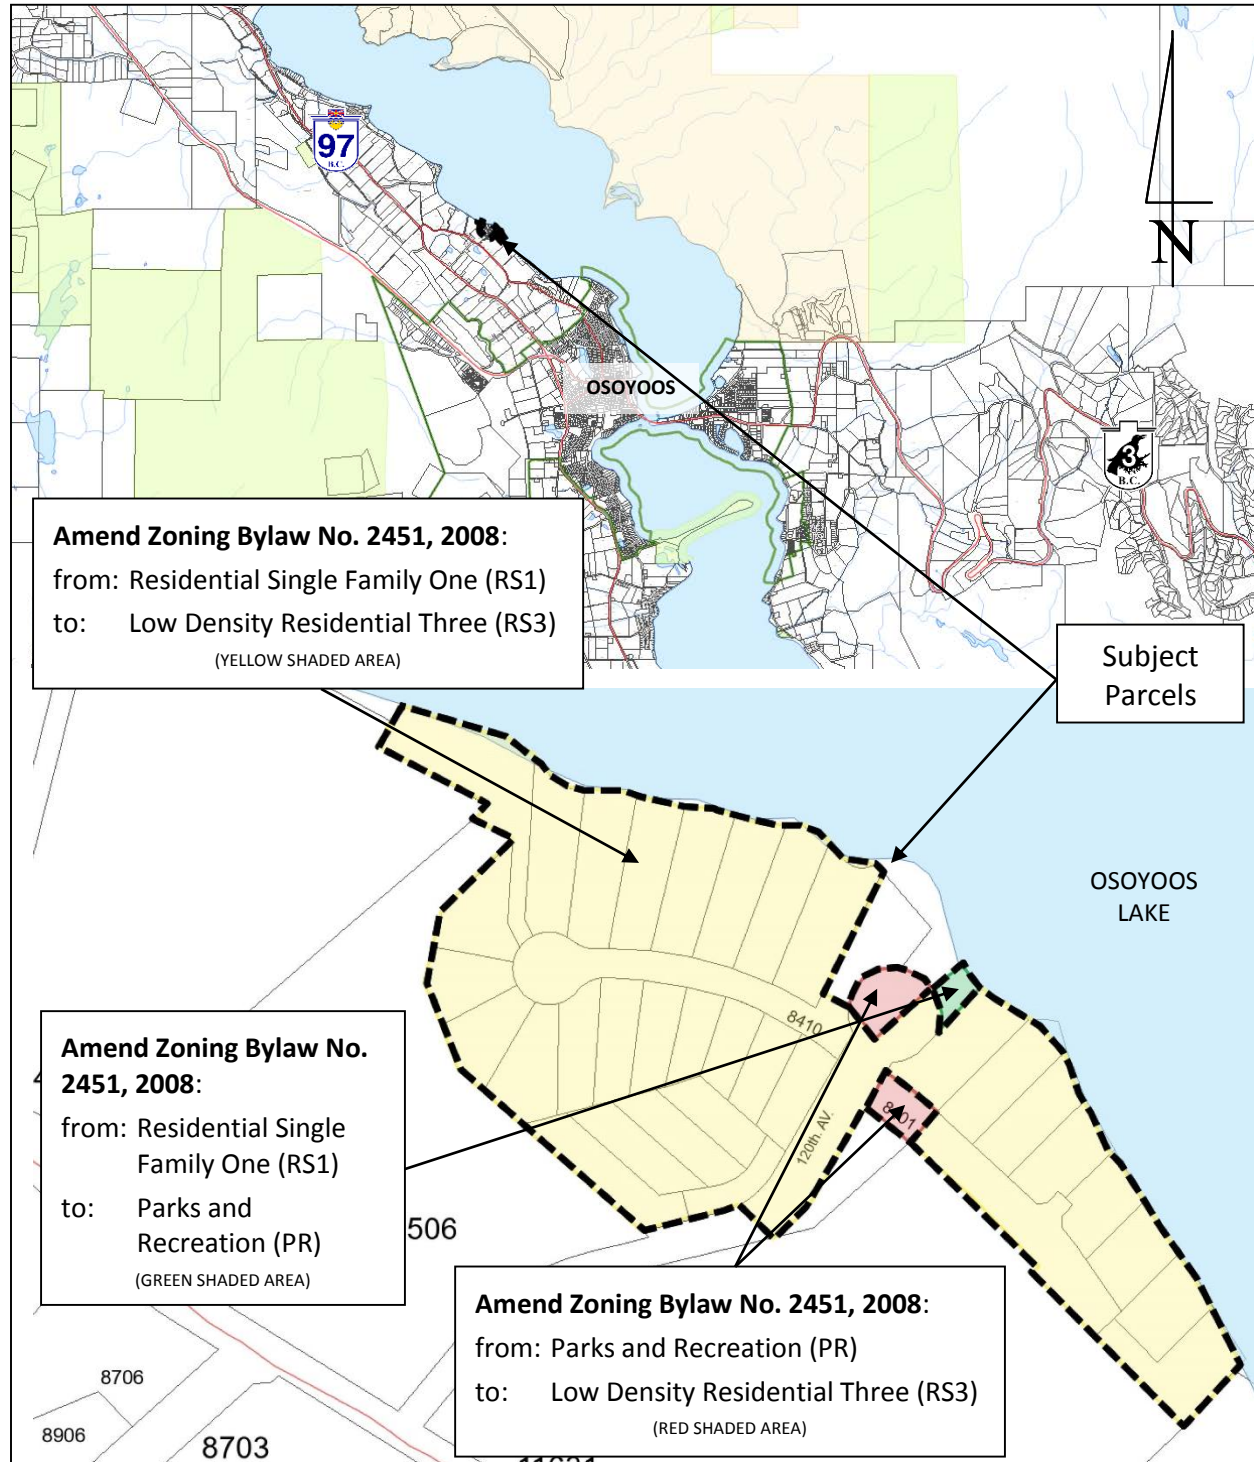 97
B.C.
N
OSOYOOS
3
B.C.
Amend Zoning Bylaw No. 2451, 2008:
from: Residential Single Family One (RS1)
to: Low Density Residential Three (RS3)
(YELLOW SHADED AREA)
Subject
Parcels
OSOYOOS
LAKE
8410
120th. AV.
Amend Zoning Bylaw No.
2451, 2008:
from: Residential Single
Family One (RS1)
to: Parks and
Recreation (PR)
(GREEN SHADED AREA)
506
Amend Zoning Bylaw No. 2451, 2008:
from: Parks and Recreation (PR)
to: Low Density Residential Three (RS3)
(RED SHADED AREA)
8706
8906
8703